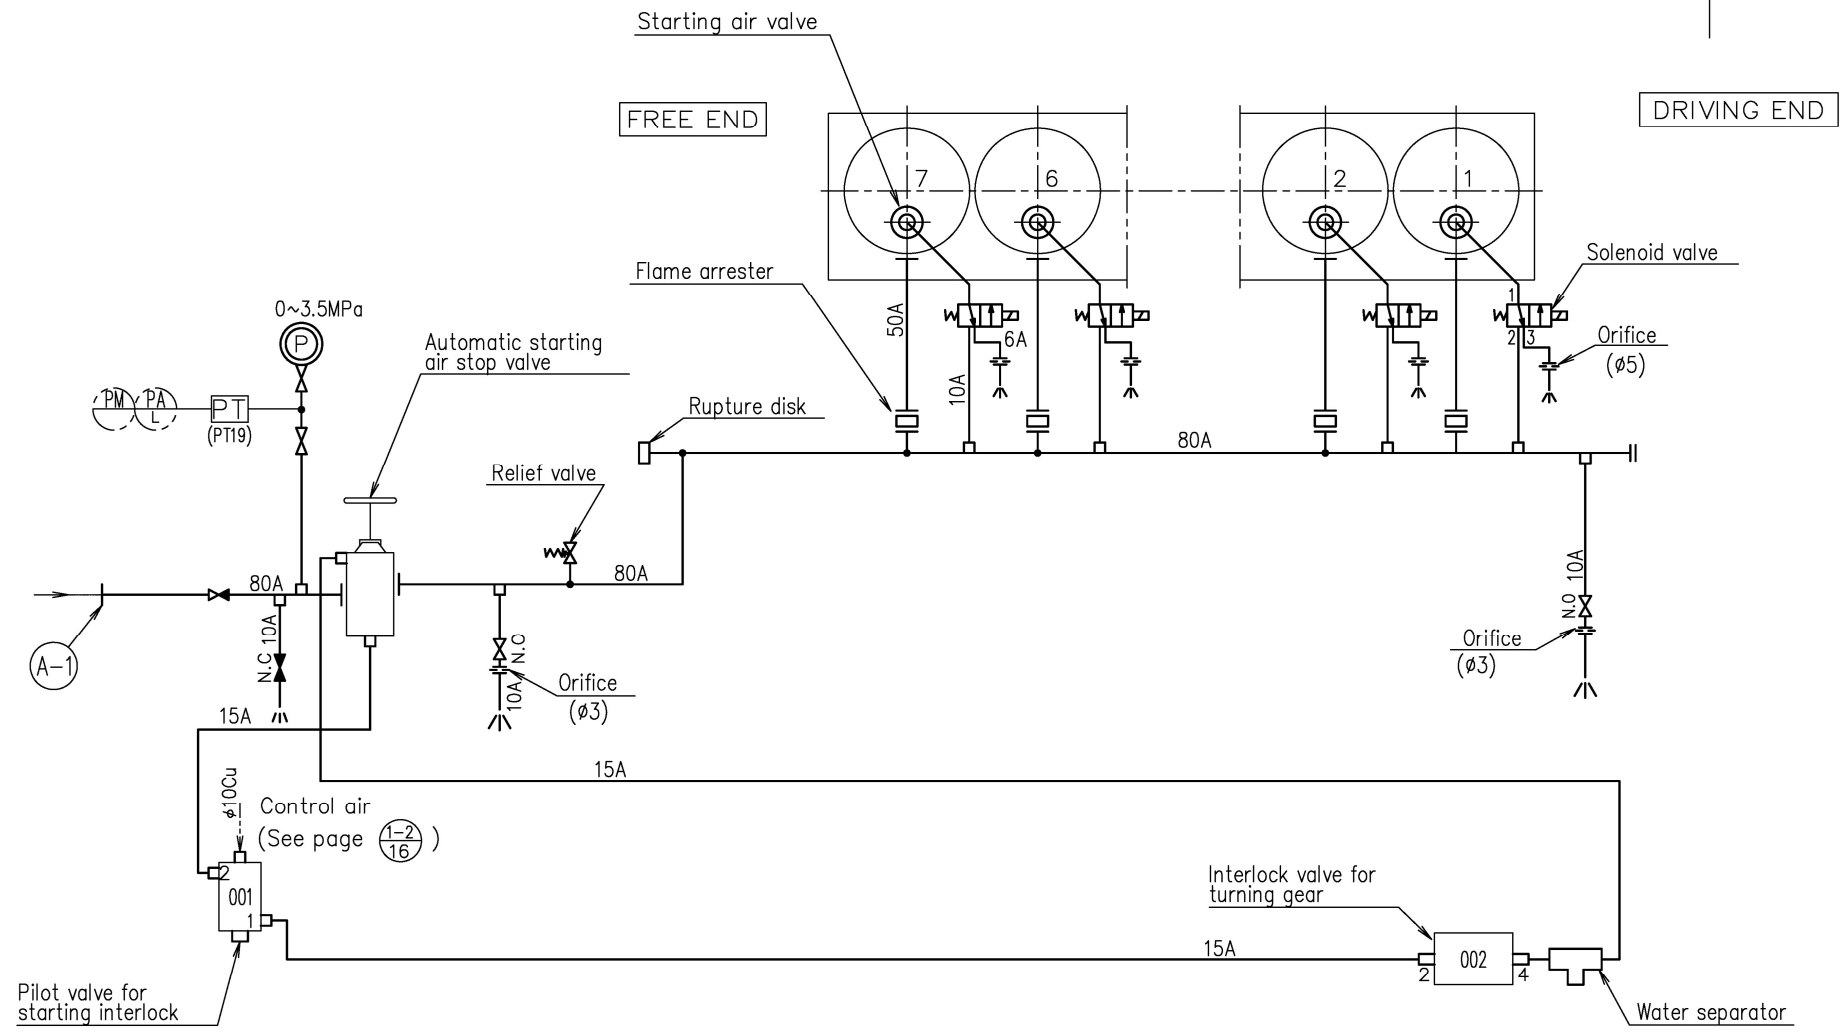 Starting air valve
FREE END
DRIVING END
7
6
2
1
Flame arrester
Solenoid valve
50A
6A
10A
1
2
3
Orifice
(ø5)
0~3.5MPa
P
PM
PA
L
PT
(PT19)
Automatic starting
air stop valve
Rupture disk
80A
Relief valve
80A
80A
10A
N.C
A-1
N.O
10A
Orifice
(ø3)
10A
N.O
Orifice
(ø3)
15A
15A
ø10Cu
Control air
(See page
1-2
16
)
2
001
1
Interlock valve for
turning gear
15A
2
002
4
Pilot valve for
starting interlock
Water separator